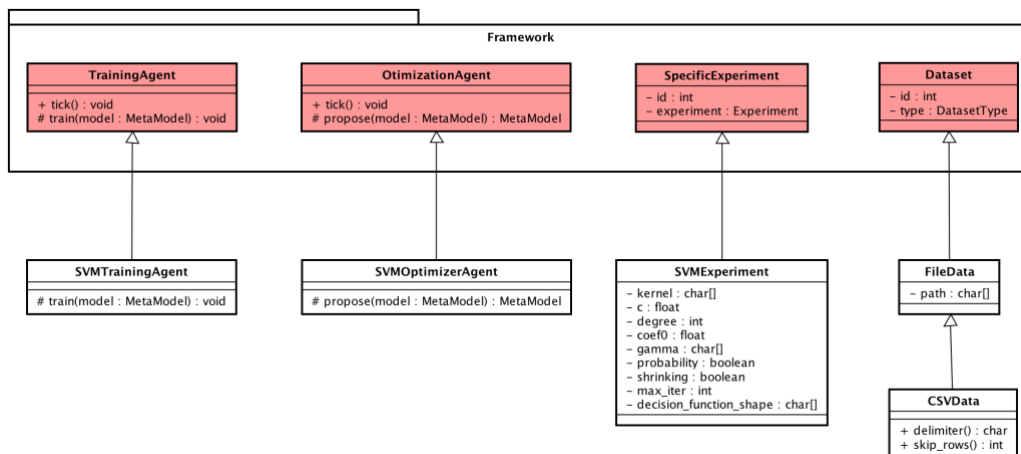 Framework
TrainingAgent
+ tick() : void
# train(model : MetaModel) : void
OtimizationAgent
+ tick() : void
# propose(model : MetaModel) : MetaModel
SpecificExperiment
- id : int
- experiment : Experiment
Dataset
- id : int
- type : DatasetType
SVMTrainingAgent
# train(model : MetaModel) : void
SVMOptimizerAgent
# propose(model : MetaModel) : MetaModel
SVMExperiment
- kernel : char[]
- c : float
- degree : int
- coef0 : float
- gamma : char[]
- probability : boolean
- shrinking : boolean
- max_iter : int
- decision_function_shape : char[]
FileData
- path : char[]
CSVData
+ delimiter() : char
+ skip_rows() : int